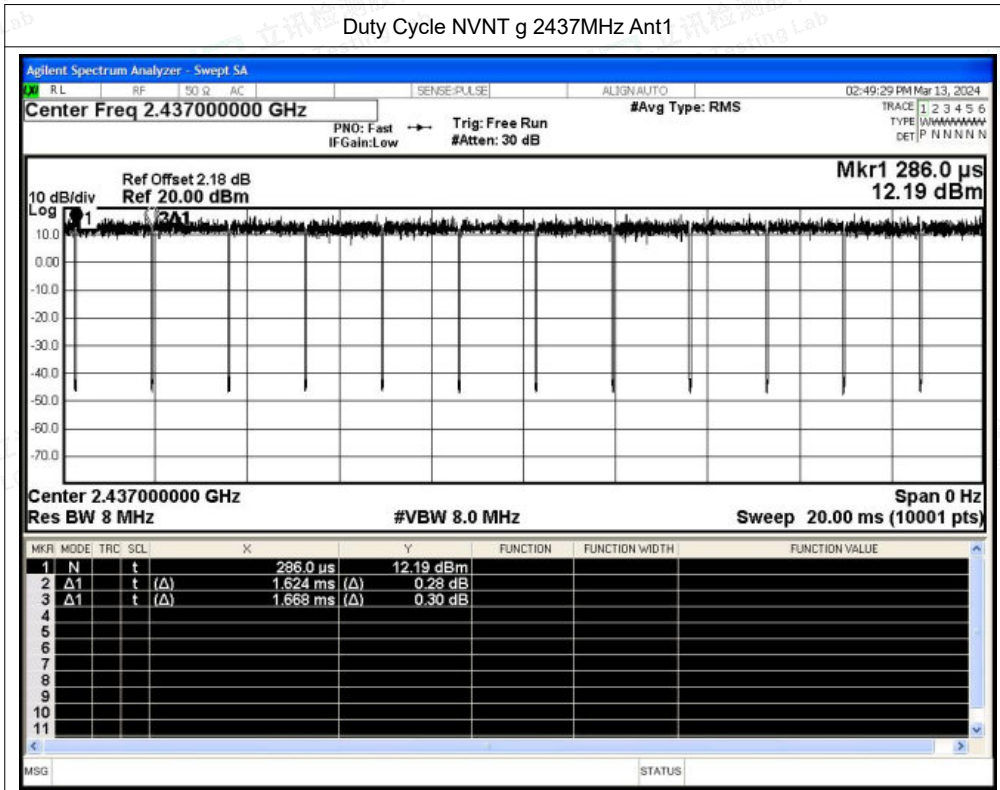 Duty Cycle NVNT g 2437MHz Ant1
Agilent Spectrum Analyzer - Swept SA
RL RF 50 Ω AC SENSE:PULSE ALIGN AUTO 02:49:29 PM Mar 13, 2024
Center Freq 2.437000000 GHz #Avg Type: RMS TRACE 1 2 3 4 5 6
PNO: Fast Trig: Free Run TYPE
IFGain:Low #Atten: 30 dB DET P N N N N N
Mkr1 286.0 µs
Ref Offset 2.18 dB
10 dB/div Ref 20.00 dBm 12.19 dBm
Log
1 3Δ1
10.0
0.00
-10.0
-20.0
-30.0
-40.0
-50.0
-60.0
-70.0
Center 2.437000000 GHz Span 0 Hz
Res BW 8 MHz #VBW 8.0 MHz Sweep 20.00 ms (10001 pts)
MKR MODE TRC SCL X Y FUNCTION FUNCTION WIDTH FUNCTION VALUE
1 N t 286.0 µs 12.19 dBm
2 Δ1 t (Δ) 1.624 ms (Δ) 0.28 dB
3 Δ1 t (Δ) 1.668 ms (Δ) 0.30 dB
4
5
6
7
8
9
10
11
MSG STATUS